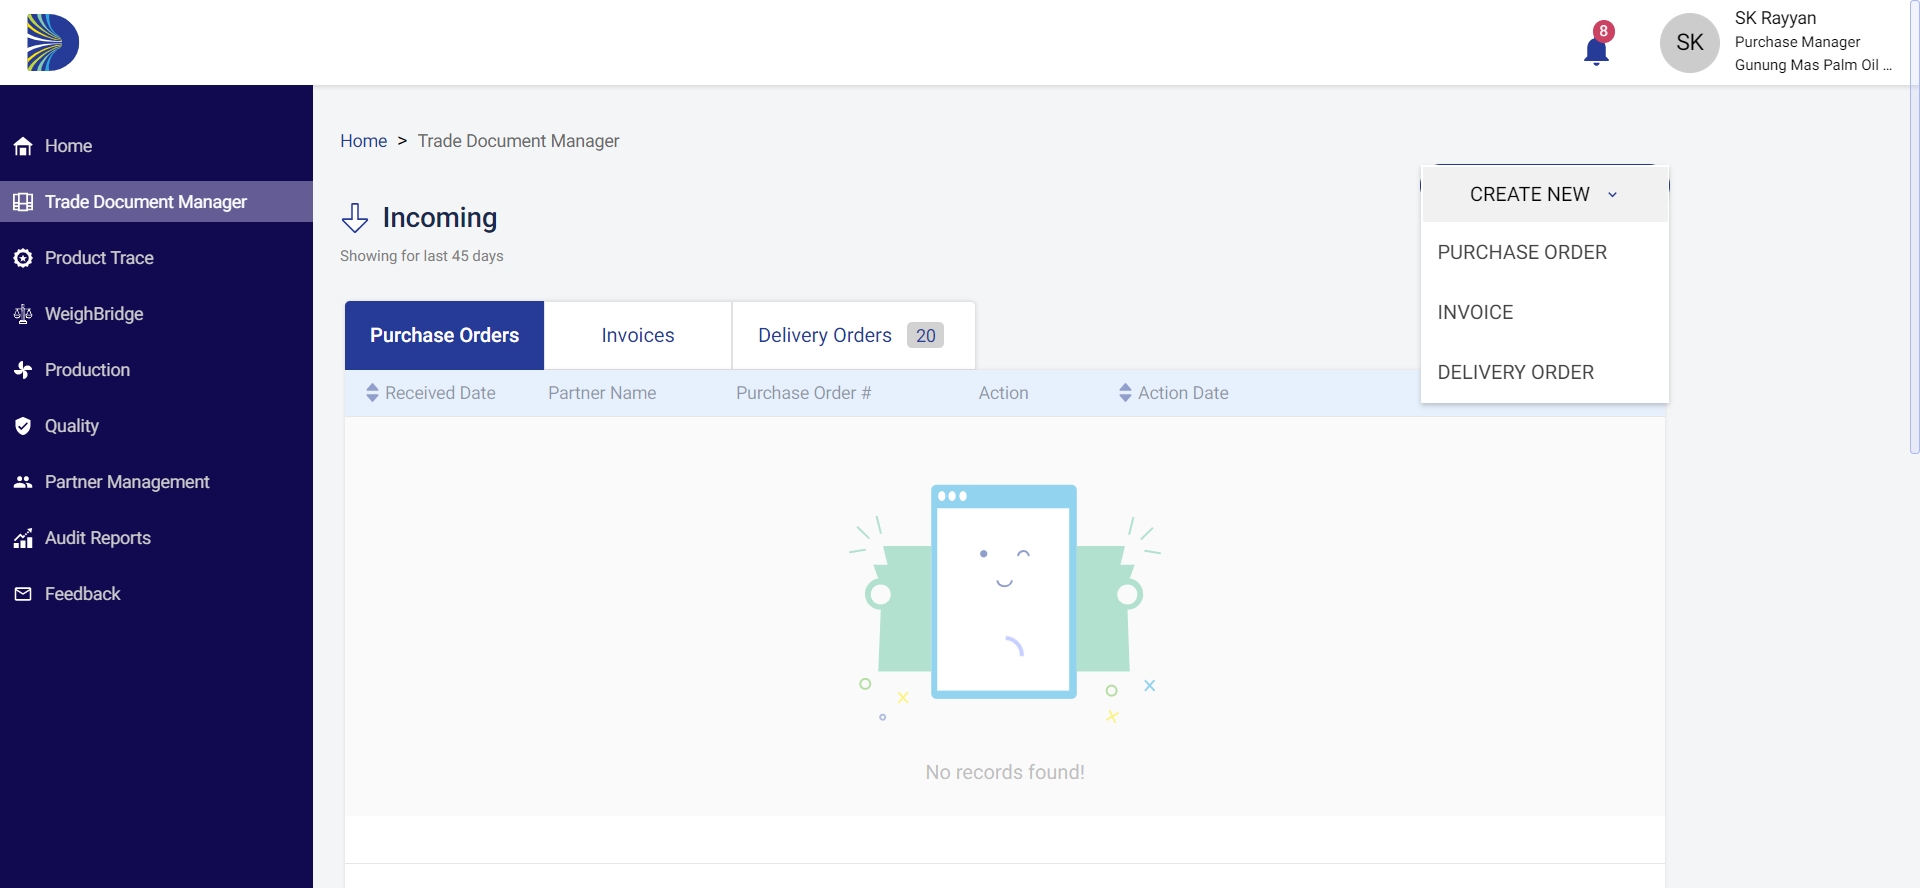 8
SK
SK Rayyan
Purchase Manager
Gunung Mas Palm Oil ...
Home
Trade Document Manager
Product Trace
WeighBridge
Production
Quality
Partner Management
Audit Reports
Feedback
Home > Trade Document Manager
Incoming
Showing for last 45 days
CREATE NEW
PURCHASE ORDER
INVOICE
DELIVERY ORDER
Purchase Orders Invoices Delivery Orders 20
Received Date Partner Name Purchase Order # Action Action Date
No records found!